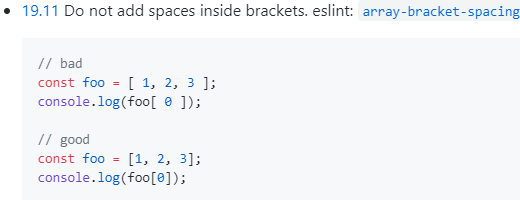 19.11 Do not add spaces inside brackets. eslint: array-bracket-spacing
// bad
const foo = [ 1, 2, 3 ];
console.log(foo[ 0 ]);
// good
const foo = [1, 2, 3];
console.log(foo[0]);